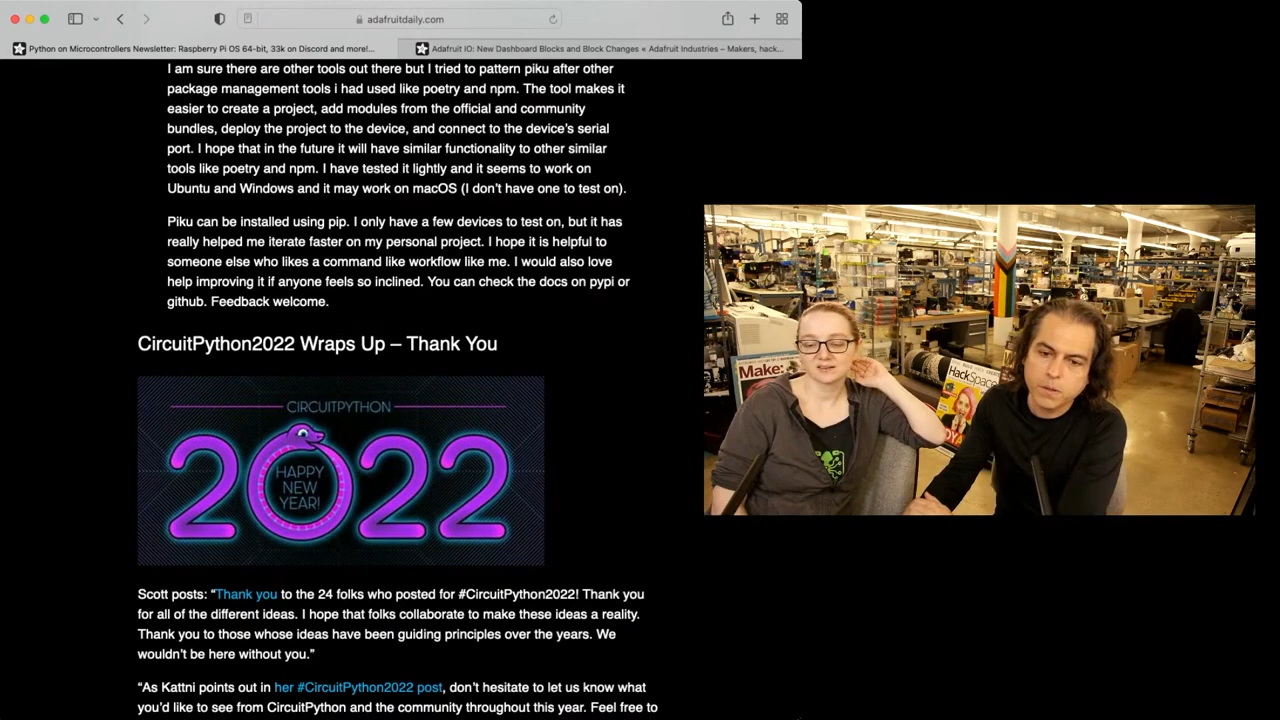 adafruitdaily.com
Python on Microcontrollers Newsletter: Raspberry Pi OS 64-bit, 33k on Discord and more!...
Adafruit IO: New Dashboard Blocks and Block Changes « Adafruit Industries – Makers, hack...
I am sure there are other tools out there but I tried to pattern piku after other
package management tools i had used like poetry and npm. The tool makes it
easier to create a project, add modules from the official and community
bundles, deploy the project to the device, and connect to the device's serial
port. I hope that in the future it will have similar functionality to other similar
tools like poetry and npm. I have tested it lightly and it seems to work on
Ubuntu and Windows and it may work on macOS (I don't have one to test on).
Piku can be installed using pip. I only have a few devices to test on, but it has
really helped me iterate faster on my personal project. I hope it is helpful to
someone else who likes a command like workflow like me. I would also love
help improving it if anyone feels so inclined. You can check the docs on pypi or
github. Feedback welcome.
CircuitPython2022 Wraps Up – Thank You
CIRCUITPYTHON
2022
HAPPY
NEW
YEAR!
Scott posts: “Thank you to the 24 folks who posted for #CircuitPython2022! Thank you
for all of the different ideas. I hope that folks collaborate to make these ideas a reality.
Thank you to those whose ideas have been guiding principles over the years. We
wouldn't be here without you.”
“As Kattni points out in her #CircuitPython2022 post, don't hesitate to let us know what
you'd like to see from CircuitPython and the community throughout this year. Feel free to
Make:
HackSpace